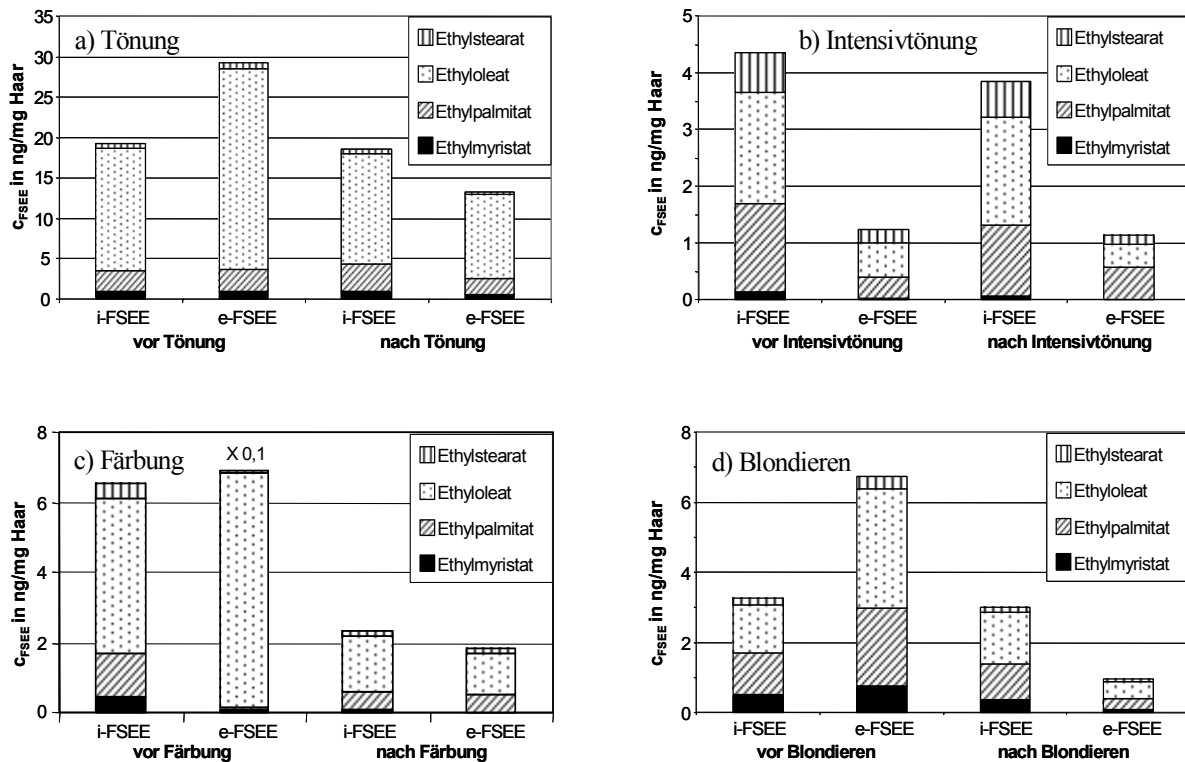 a) Tönung
c_FSEE in ng/mg Haar
35
30
25
20
15
10
5
0
Ethylstearat
Ethyloleat
Ethylpalmitat
Ethylmyristat
i-FSEE e-FSEE i-FSEE e-FSEE
vor Tönung nach Tönung
b) Intensivtönung
c_FSEE in ng/mg Haar
5
4
3
2
1
0
Ethylstearat
Ethyloleat
Ethylpalmitat
Ethylmyristat
i-FSEE e-FSEE i-FSEE e-FSEE
vor Intensivtönung nach Intensivtönung
c) Färbung
c_FSEE in ng/mg Haar
8
6
4
2
0
X 0,1
Ethylstearat
Ethyloleat
Ethylpalmitat
Ethylmyristat
i-FSEE e-FSEE i-FSEE e-FSEE
vor Färbung nach Färbung
d) Blondieren
c_FSEE in ng/mg Haar
8
6
4
2
0
Ethylstearat
Ethyloleat
Ethylpalmitat
Ethylmyristat
i-FSEE e-FSEE i-FSEE e-FSEE
vor Blondieren nach Blondieren